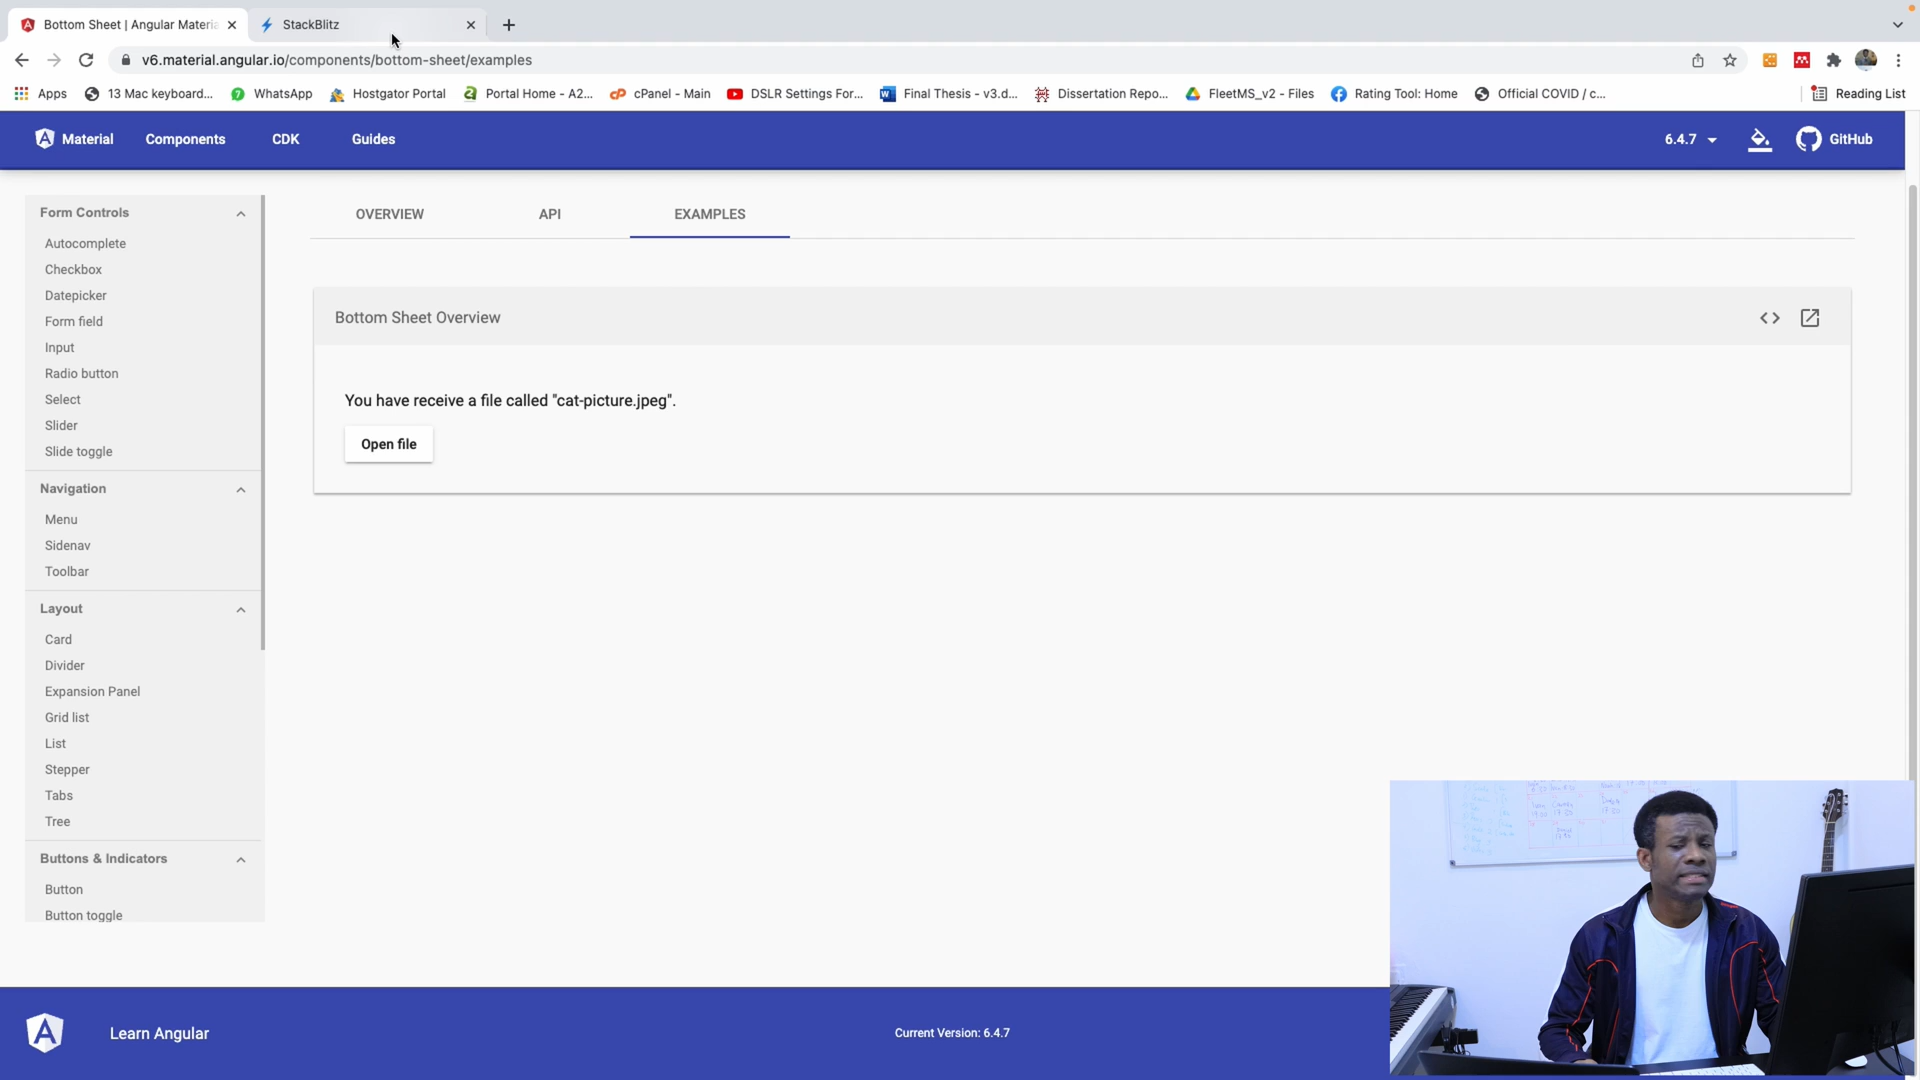 Bottom Sheet | Angular Materia
StackBlitz
v6.material.angular.io/components/bottom-sheet/examples
Apps
13 Mac keyboard...
WhatsApp
Hostgator Portal
Portal Home - A2...
cPanel - Main
DSLR Settings For...
Final Thesis - v3.d...
Dissertation Repo...
FleetMS_v2 - Files
Rating Tool: Home
Official COVID / c...
Reading List
Material
Components
CDK
Guides
6.4.7
GitHub
Form Controls
Autocomplete
Checkbox
Datepicker
Form field
Input
Radio button
Select
Slider
Slide toggle
Navigation
Menu
Sidenav
Toolbar
Layout
Card
Divider
Expansion Panel
Grid list
List
Stepper
Tabs
Tree
Buttons & Indicators
Button
Button toggle
OVERVIEW
API
EXAMPLES
Bottom Sheet Overview
You have receive a file called "cat-picture.jpeg".
Open file
Learn Angular
Current Version: 6.4.7